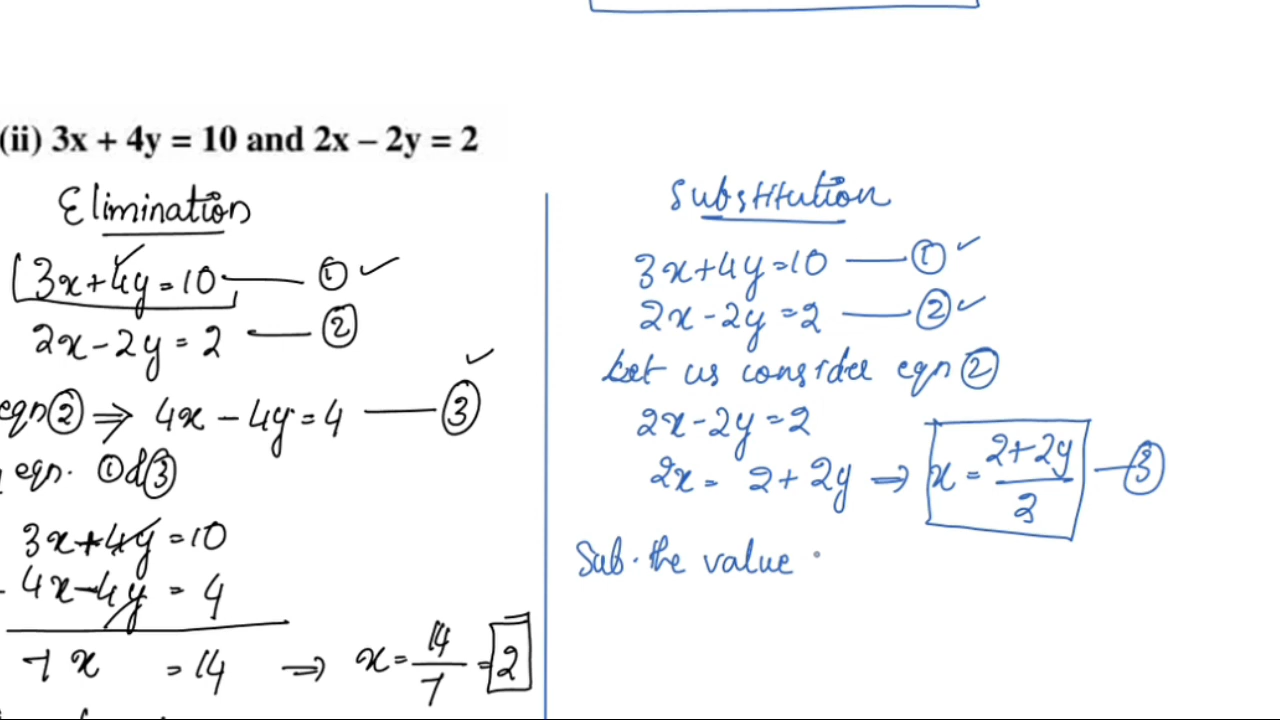 (ii) 3x + 4y = 10 and 2x – 2y = 2
Elimination
3x+4y=10 — ①
2x-2y=2 — ②
eqn② ⇒ 4x-4y=4 — ③
eqn. ① & ③
3x+4y=10
4x-4y=4
7x =14 ⇒ x=14/7=2
Substitution
3x+4y=10 — ①
2x-2y=2 — ②
Let us consider eqn ②
2x-2y=2
2x= 2+2y ⇒ x=2+2y/2 — ③
Sub. the value